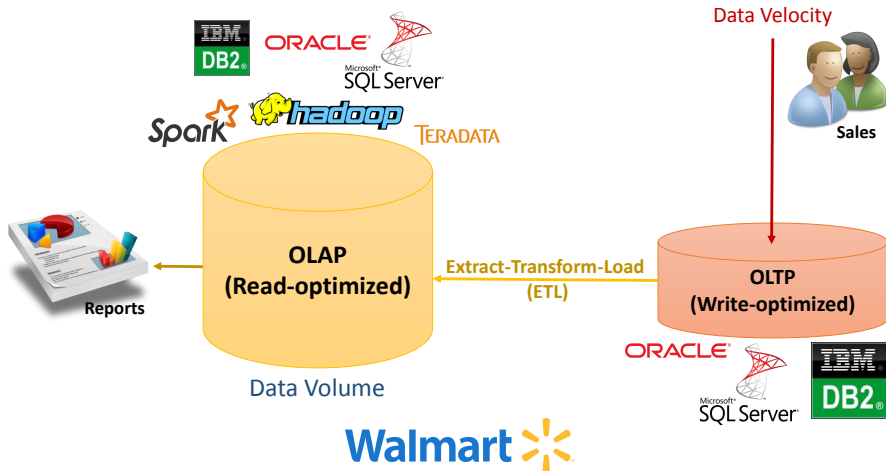 Data Velocity
IBM
DB2®
ORACLE®
Microsoft®
SQL Server®
Spark
hadoop
TERADATA
Sales
OLAP
(Read-optimized)
Extract-Transform-Load
(ETL)
OLTP
(Write-optimized)
Reports
Data Volume
ORACLE®
Microsoft®
SQL Server®
IBM
DB2®
Walmart